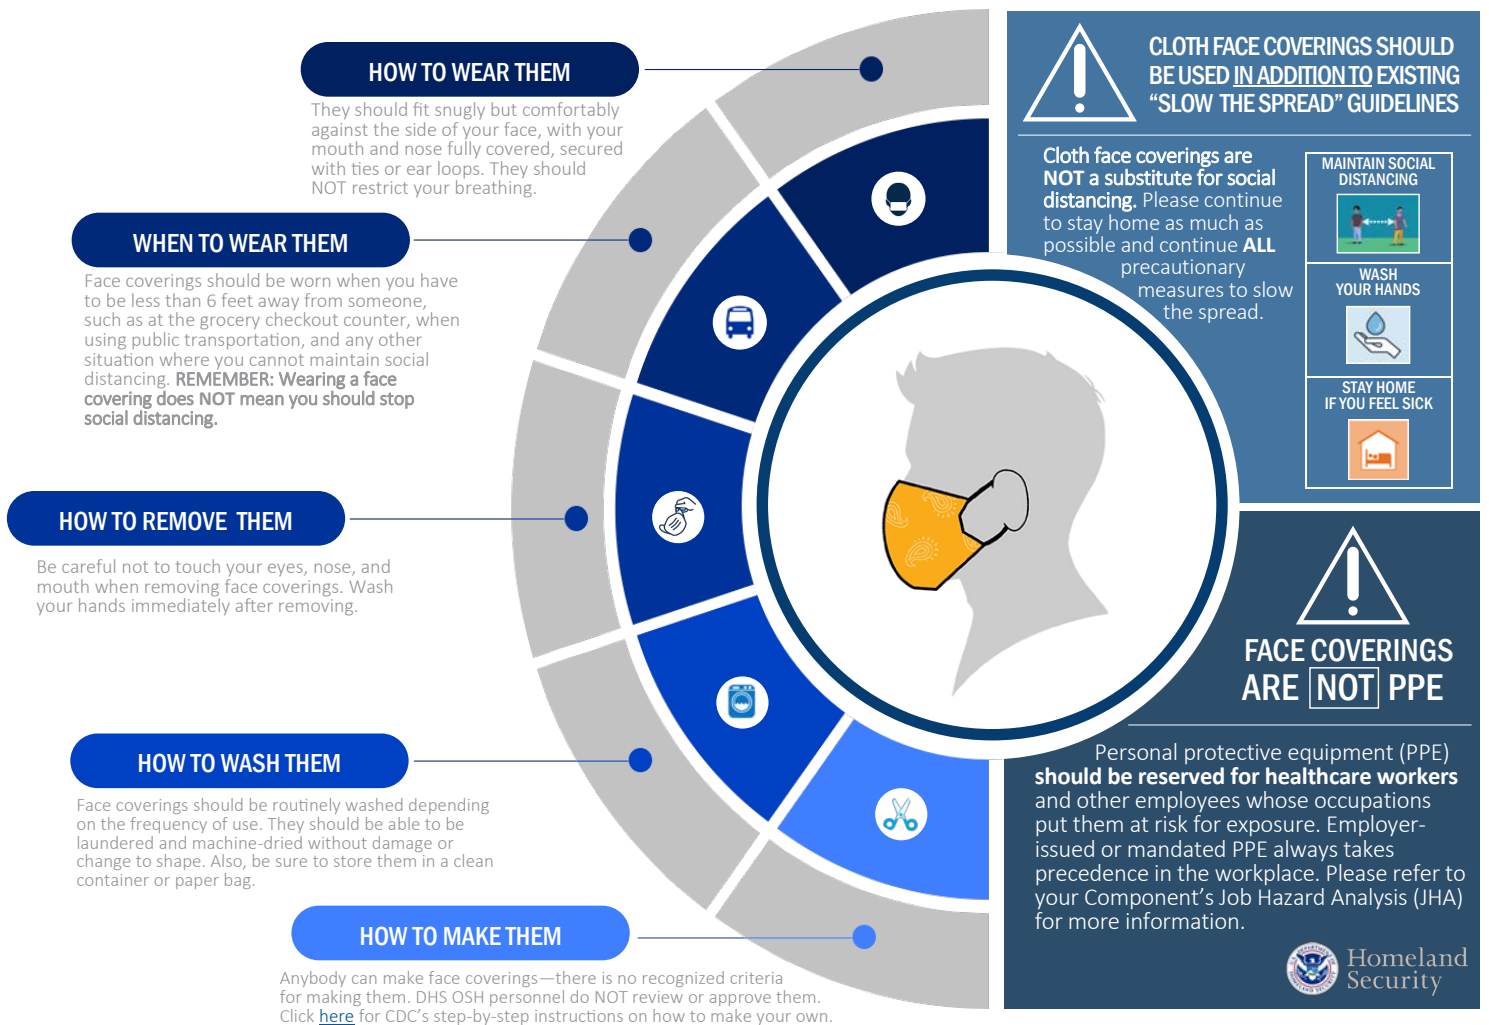 HOW TO WEAR THEM
They should fit snugly but comfortably
against the side of your face, with your
mouth and nose fully covered, secured
with ties or ear loops. They should
NOT restrict your breathing.
WHEN TO WEAR THEM
Face coverings should be worn when you have
to be less than 6 feet away from someone,
such as at the grocery checkout counter, when
using public transportation, and any other
situation where you cannot maintain social
distancing. REMEMBER: Wearing a face
covering does NOT mean you should stop
social distancing.
HOW TO REMOVE THEM
Be careful not to touch your eyes, nose, and
mouth when removing face coverings. Wash
your hands immediately after removing.
HOW TO WASH THEM
Face coverings should be routinely washed depending
on the frequency of use. They should be able to be
laundered and machine-dried without damage or
change to shape. Also, be sure to store them in a clean
container or paper bag.
HOW TO MAKE THEM
Anybody can make face coverings—there is no recognized criteria
for making them. DHS OSH personnel do NOT review or approve them.
Click here for CDC's step-by-step instructions on how to make your own.
CLOTH FACE COVERINGS SHOULD
BE USED IN ADDITION TO EXISTING
“SLOW THE SPREAD” GUIDELINES
Cloth face coverings are
NOT a substitute for social
distancing. Please continue
to stay home as much as
possible and continue ALL
precautionary
measures to slow
the spread.
MAINTAIN SOCIAL
DISTANCING
WASH
YOUR HANDS
STAY HOME
IF YOU FEEL SICK
FACE COVERINGS
ARE NOT PPE
Personal protective equipment (PPE)
should be reserved for healthcare workers
and other employees whose occupations
put them at risk for exposure. Employer-
issued or mandated PPE always takes
precedence in the workplace. Please refer to
your Component's Job Hazard Analysis (JHA)
for more information.
Homeland
Security